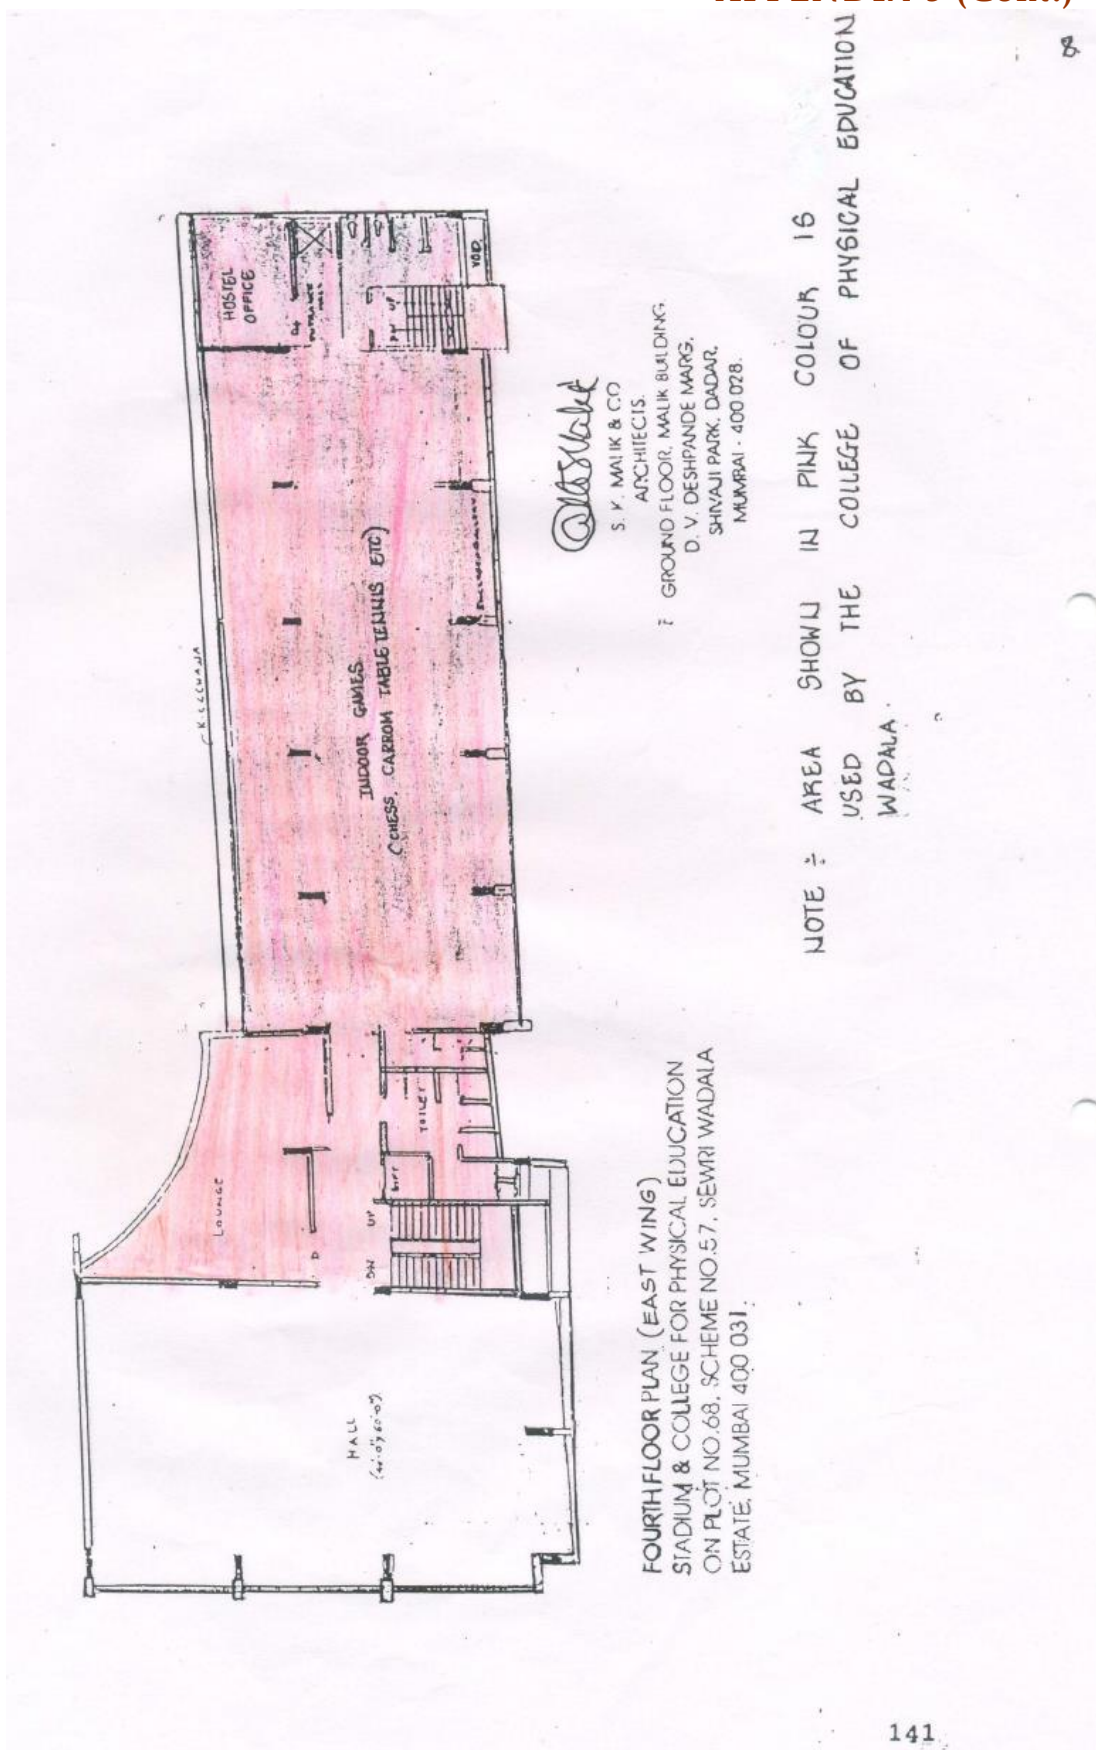 8
HOSTEL
OFFICE
DN UP
VOID
INDOOR GAMES
(CHESS, CARROM TABLE TENNIS ETC)
LOUNGE
TOILET
LIFT
D
DN UP
HALL
S. K. MALIK & CO
ARCHITECTS.
GROUND FLOOR, MALIK BUILDING
D. V. DESHPANDE MARG,
SHIVAJI PARK, DADAR,
MUMBAI - 400 028.
FOURTH FLOOR PLAN (EAST WING)
STADIUM & COLLEGE FOR PHYSICAL EDUCATION
ON PLOT NO.68, SCHEME NO.57, SEWRI WADALA
ESTATE, MUMBAI 400 031.
NOTE :- AREA SHOWN IN PINK COLOUR IS
USED BY THE COLLEGE OF PHYSICAL EDUCATION
WADALA.
141